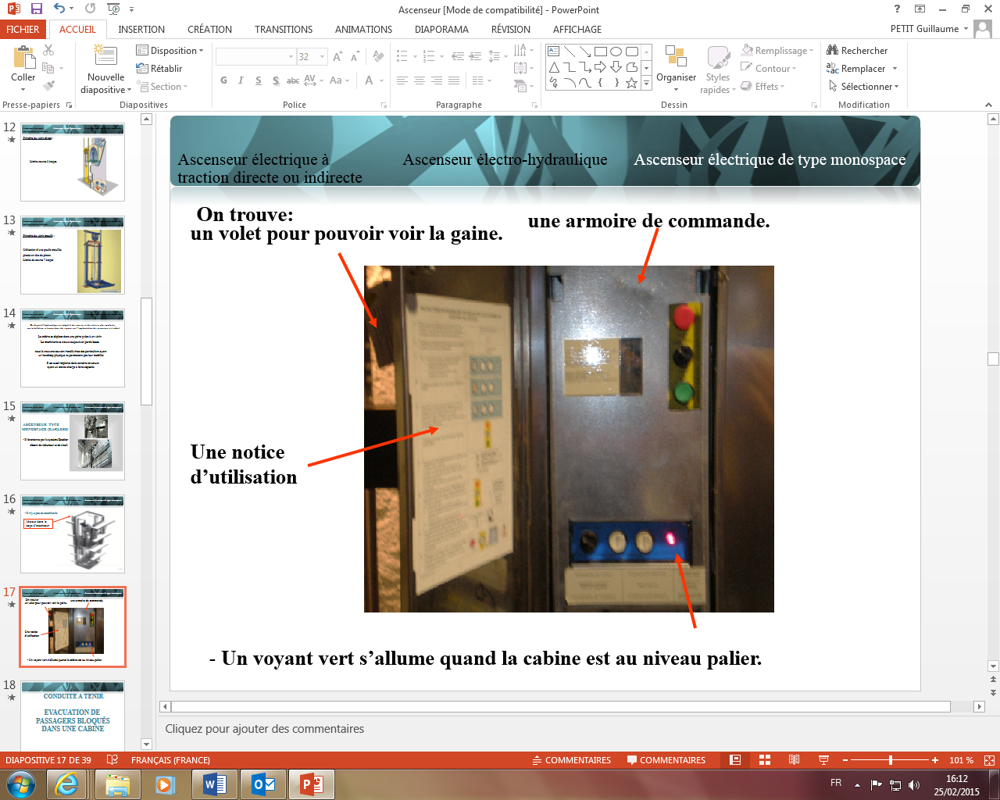 Ascenseur [Mode de compatibilité] - PowerPoint
?
FICHIER ACCUEIL INSERTION CRÉATION TRANSITIONS ANIMATIONS DIAPORAMA RÉVISION AFFICHAGE PETIT Guillaume
Coller
Nouvelle diapositive
Disposition
Rétablir
Section
32
G I S S abc AV Aa A
Organiser
Styles rapides
Remplissage
Contour
Effets
Rechercher
Remplacer
Sélectionner
Presse-papiers Diapositives Police Paragraphe Dessin Modification
12
13
14
15
16
17
18
CONDUITE A TENIR
EVACUATION DE
PASSAGERS BLOQUÉS
DANS UNE CABINE
Ascenseur électrique à
traction directe ou indirecte
Ascenseur électro-hydraulique
Ascenseur électrique de type monospace
On trouve:
un volet pour pouvoir voir la gaine.
une armoire de commande.
Une notice
d’utilisation
- Un voyant vert s’allume quand la cabine est au niveau palier.
Cliquez pour ajouter des commentaires
DIAPOSITIVE 17 DE 39 FRANÇAIS (FRANCE) COMMENTAIRES COMMENTAIRES 101 %
FR
16:12
25/02/2015